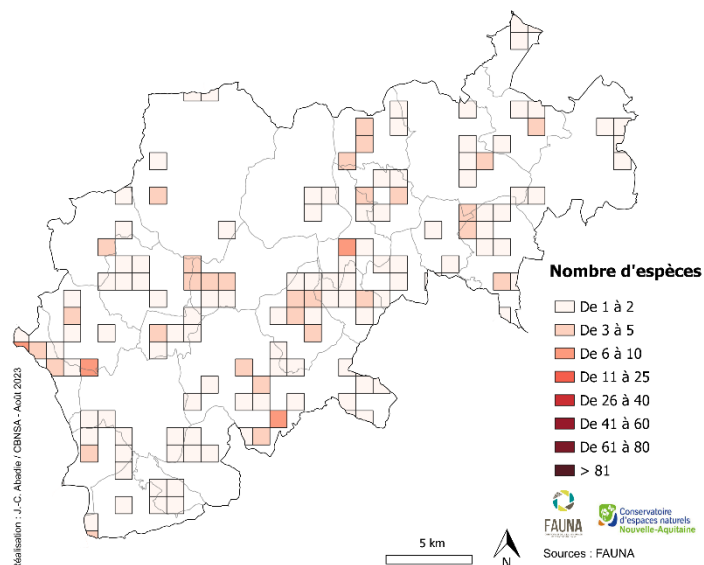 Nombre d'espèces
De 1 à 2
De 3 à 5
De 6 à 10
De 11 à 25
De 26 à 40
De 41 à 60
De 61 à 80
> 81
Réalisation : J.-C. Abadie / CBNSA - Août 2023
5 km
N
FAUNA
Conservatoire
d'espaces naturels
Nouvelle-Aquitaine
Sources : FAUNA